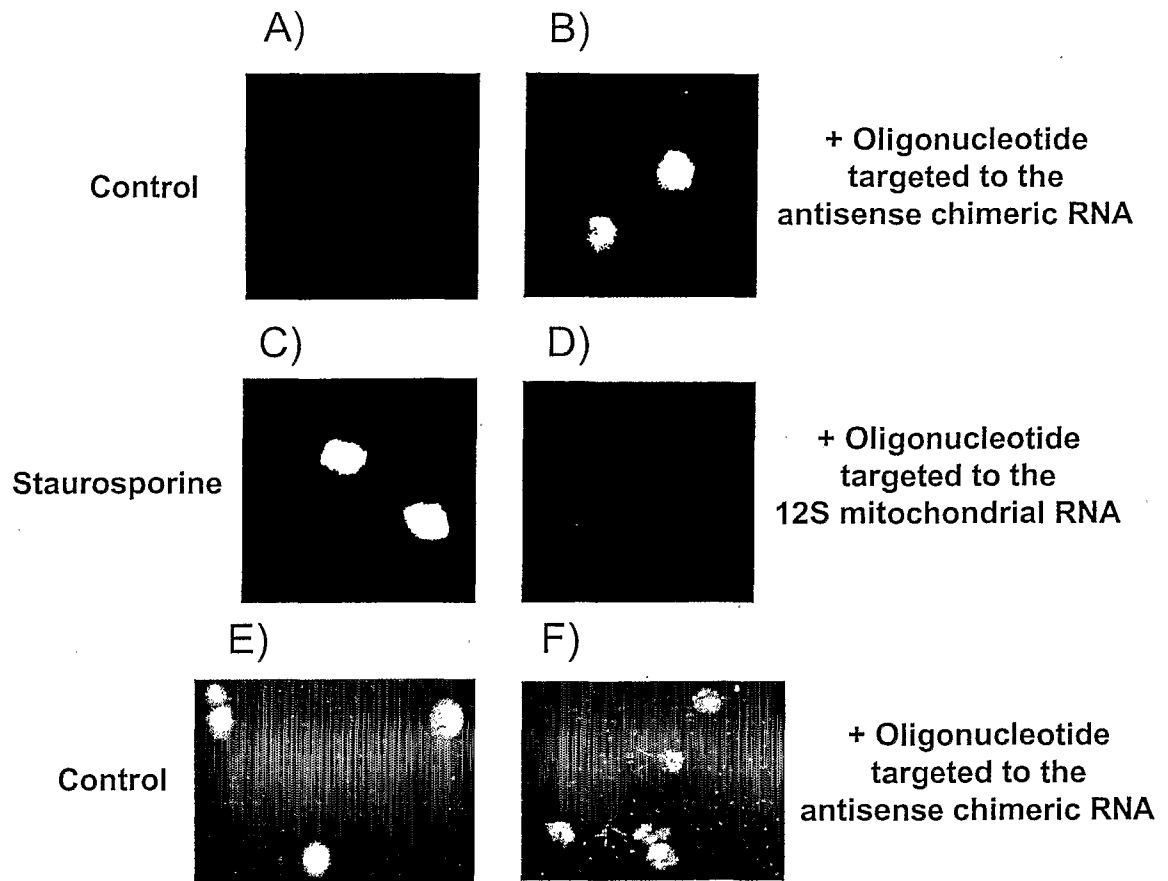 A)
B)
Control
+ Oligonucleotide
targeted to the
antisense chimeric RNA
C)
D)
Staurosporine
+ Oligonucleotide
targeted to the
12S mitochondrial RNA
E)
F)
Control
+ Oligonucleotide
targeted to the
antisense chimeric RNA